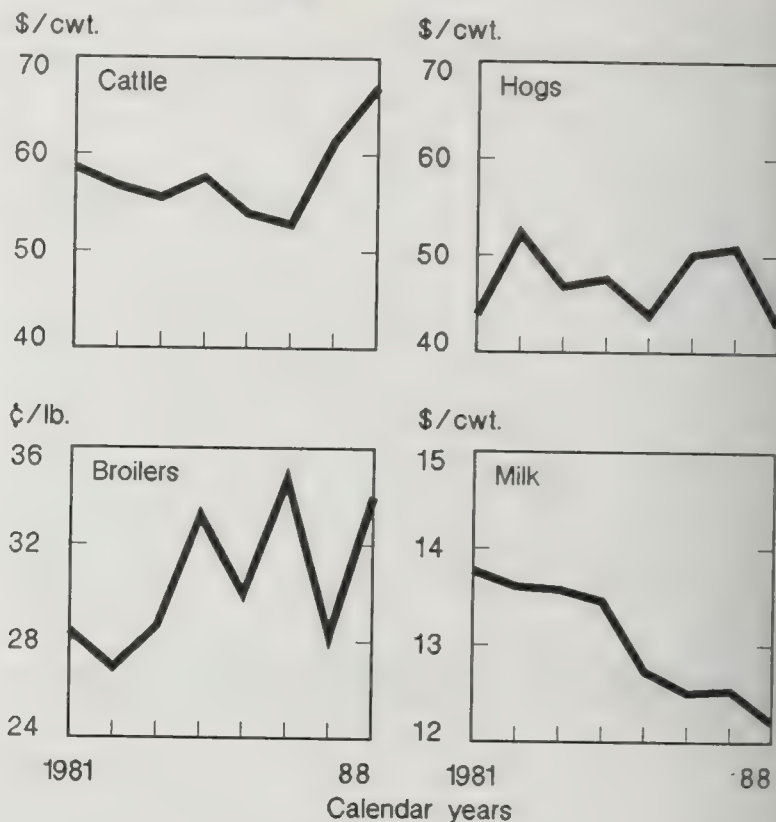 $/cwt.
70
Cattle
60
50
40
$/cwt.
70
Hogs
60
50
40
¢/lb.
36
Broilers
32
28
24
1981
88
$/cwt.
15
Milk
14
13
12
1981
88
Calendar years